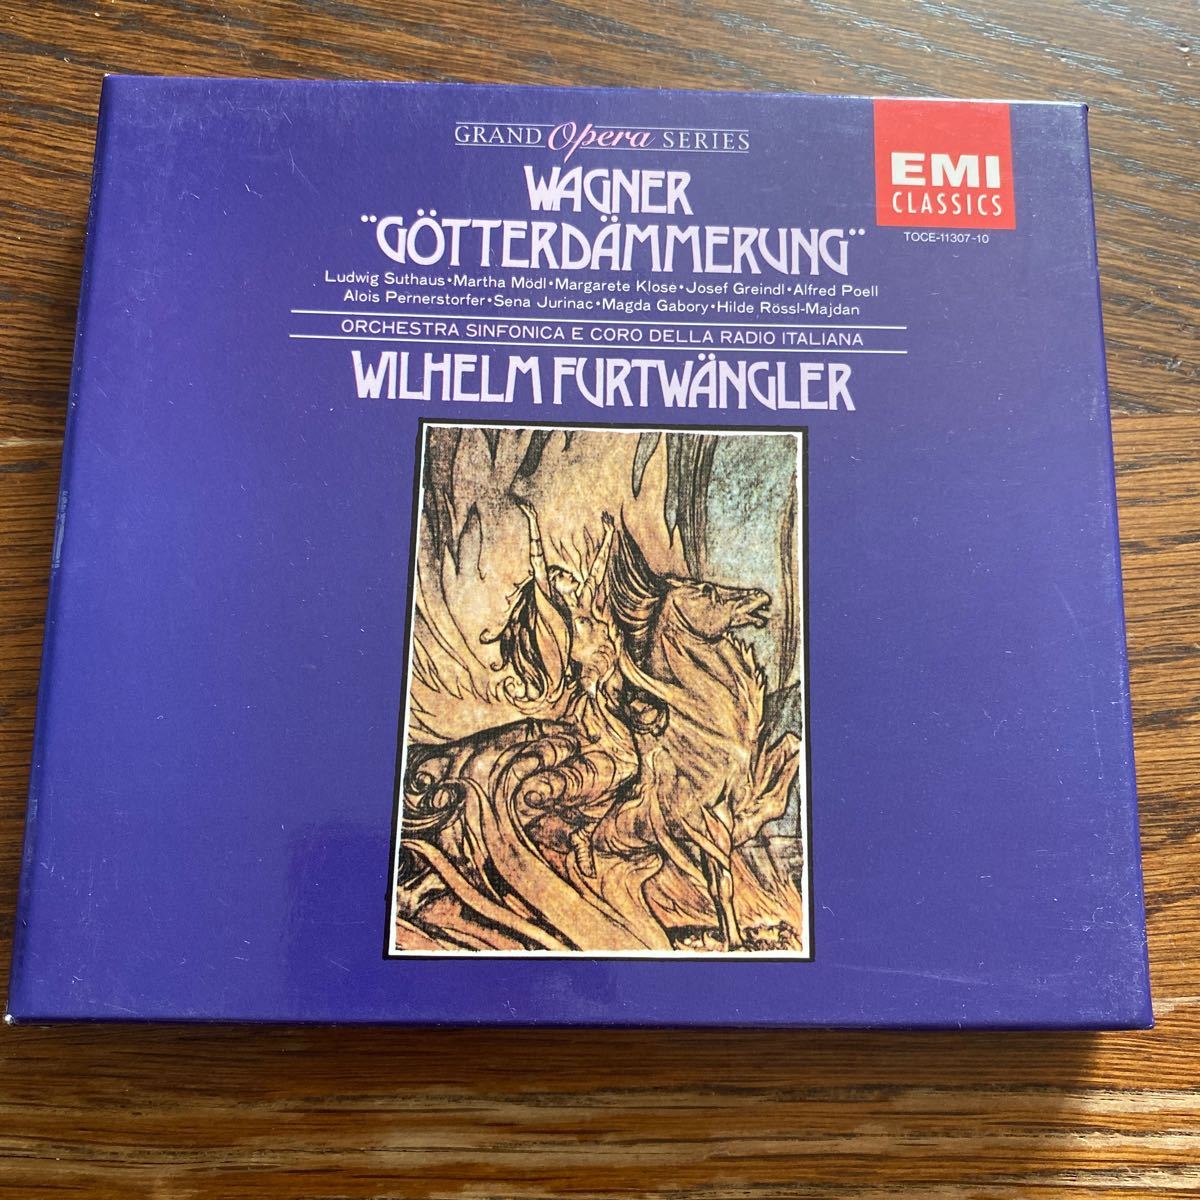 GRAND Opera SERIES
WAGNER
"GÖTTERDÄMMERUNG"
Ludwig Suthaus•Martha Mödl•Margarete Klose•Josef Greindl•Alfred Poell
Alois Pernerstorfer•Sena Jurinac•Magda Gabory•Hilde Rössl-Majdan
ORCHESTRA SINFONICA E CORO DELLA RADIO ITALIANA
WILHELM FURTWÄNGLER
EMI
CLASSICS
TOCE-11307~10